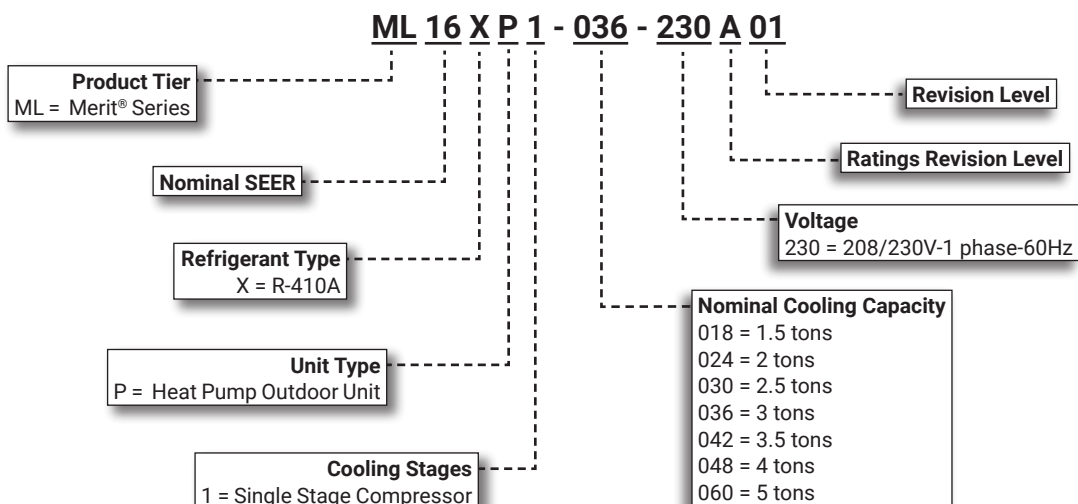 ML 16 X P 1 - 036 - 230 A 01
Product Tier
ML = Merit® Series
Revision Level
Ratings Revision Level
Nominal SEER
Voltage
230 = 208/230V-1 phase-60Hz
Refrigerant Type
X = R-410A
Nominal Cooling Capacity
018 = 1.5 tons
024 = 2 tons
030 = 2.5 tons
036 = 3 tons
042 = 3.5 tons
048 = 4 tons
060 = 5 tons
Unit Type
P = Heat Pump Outdoor Unit
Cooling Stages
1 = Single Stage Compressor